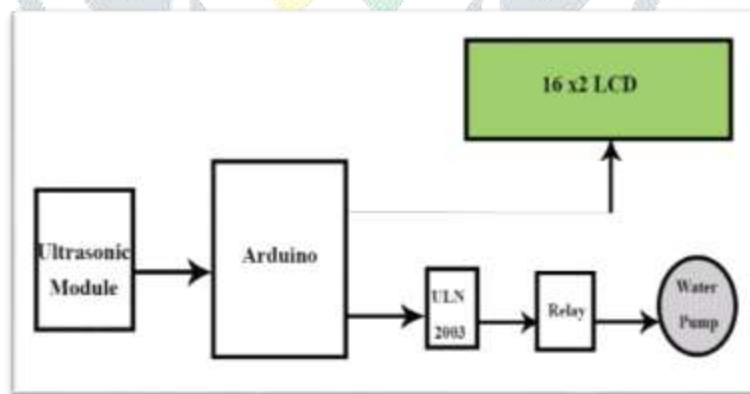 16 x2 LCD
Ultrasonic
Module
Arduino
ULN
2003
Relay
Water
Pump